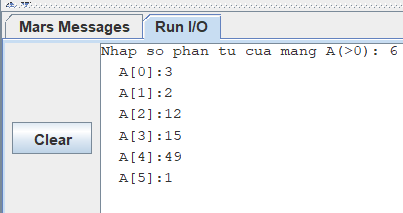 Mars Messages Run I/O
Nhap so phan tu cua mang A(>0): 6
A[0]:3
A[1]:2
A[2]:12
A[3]:15
A[4]:49
A[5]:1
Clear